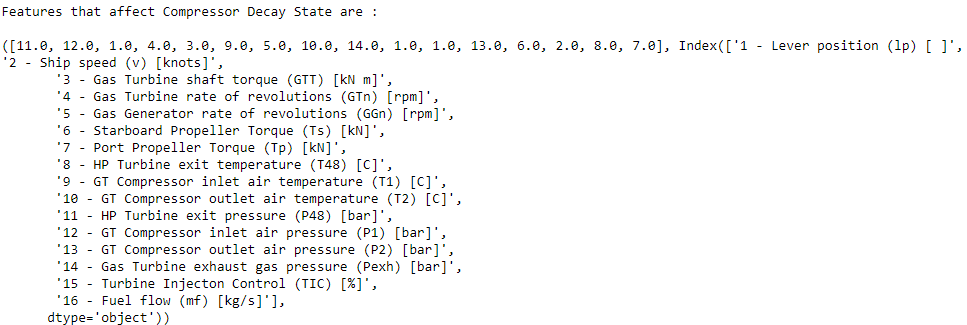 Features that affect Compressor Decay State are :
([11.0, 12.0, 1.0, 4.0, 3.0, 9.0, 5.0, 10.0, 14.0, 1.0, 1.0, 13.0, 6.0, 2.0, 8.0, 7.0], Index(['1 - Lever position (lp) [ ]',
'2 - Ship speed (v) [knots]',
'3 - Gas Turbine shaft torque (GTT) [kN m]',
'4 - Gas Turbine rate of revolutions (GTn) [rpm]',
'5 - Gas Generator rate of revolutions (GGn) [rpm]',
'6 - Starboard Propeller Torque (Ts) [kN]',
'7 - Port Propeller Torque (Tp) [kN]',
'8 - HP Turbine exit temperature (T48) [C]',
'9 - GT Compressor inlet air temperature (T1) [C]',
'10 - GT Compressor outlet air temperature (T2) [C]',
'11 - HP Turbine exit pressure (P48) [bar]',
'12 - GT Compressor inlet air pressure (P1) [bar]',
'13 - GT Compressor outlet air pressure (P2) [bar]',
'14 - Gas Turbine exhaust gas pressure (Pexh) [bar]',
'15 - Turbine Injecton Control (TIC) [%]',
'16 - Fuel flow (mf) [kg/s]'],
dtype='object'))